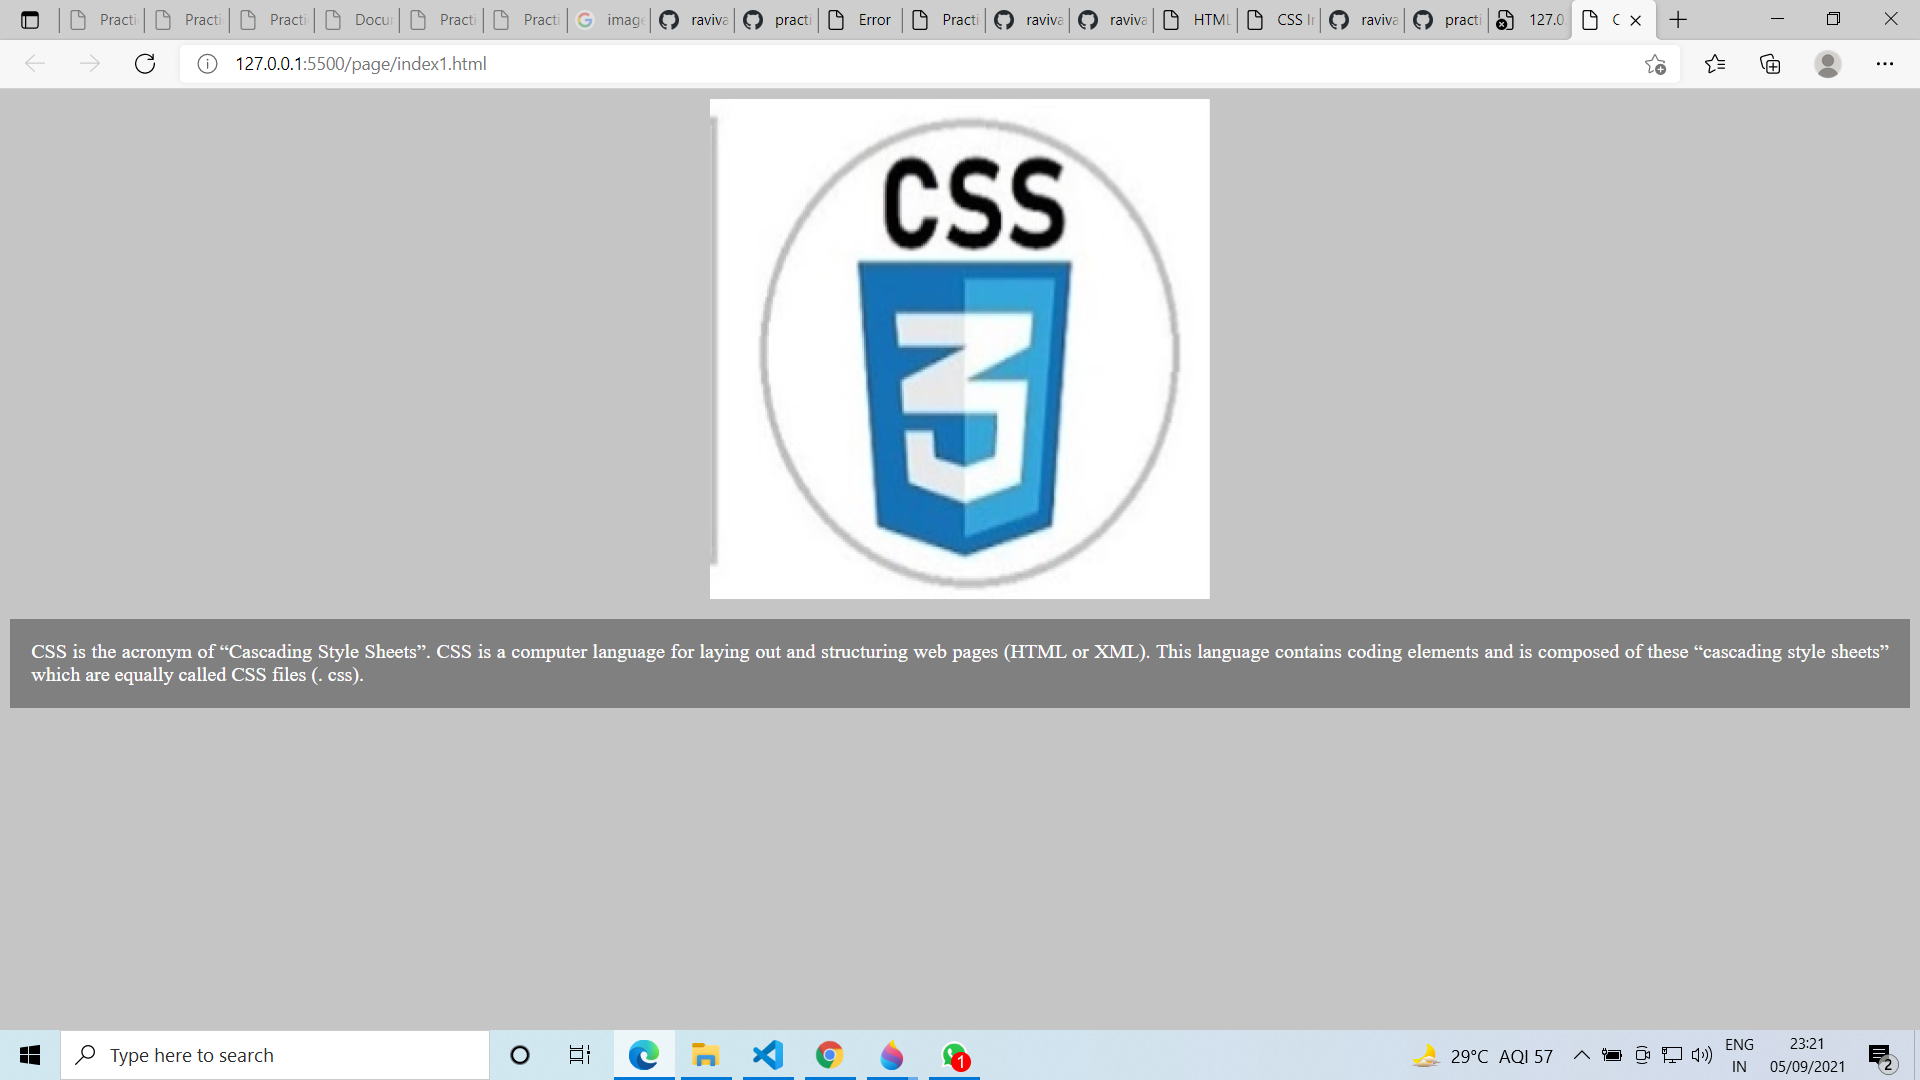 Practi
Practi
Practi
Docur
Practi
Practi
image
raviva
practi
Error
Practi
raviva
raviva
HTML
CSS In
raviva
practi
127.0.
C
127.0.0.1:5500/page/index1.html
CSS
3
CSS is the acronym of “Cascading Style Sheets”. CSS is a computer language for laying out and structuring web pages (HTML or XML). This language contains coding elements and is composed of these “cascading style sheets”
which are equally called CSS files (. css).
Type here to search
1
29°C AQI 57
ENG
IN
23:21
05/09/2021
2